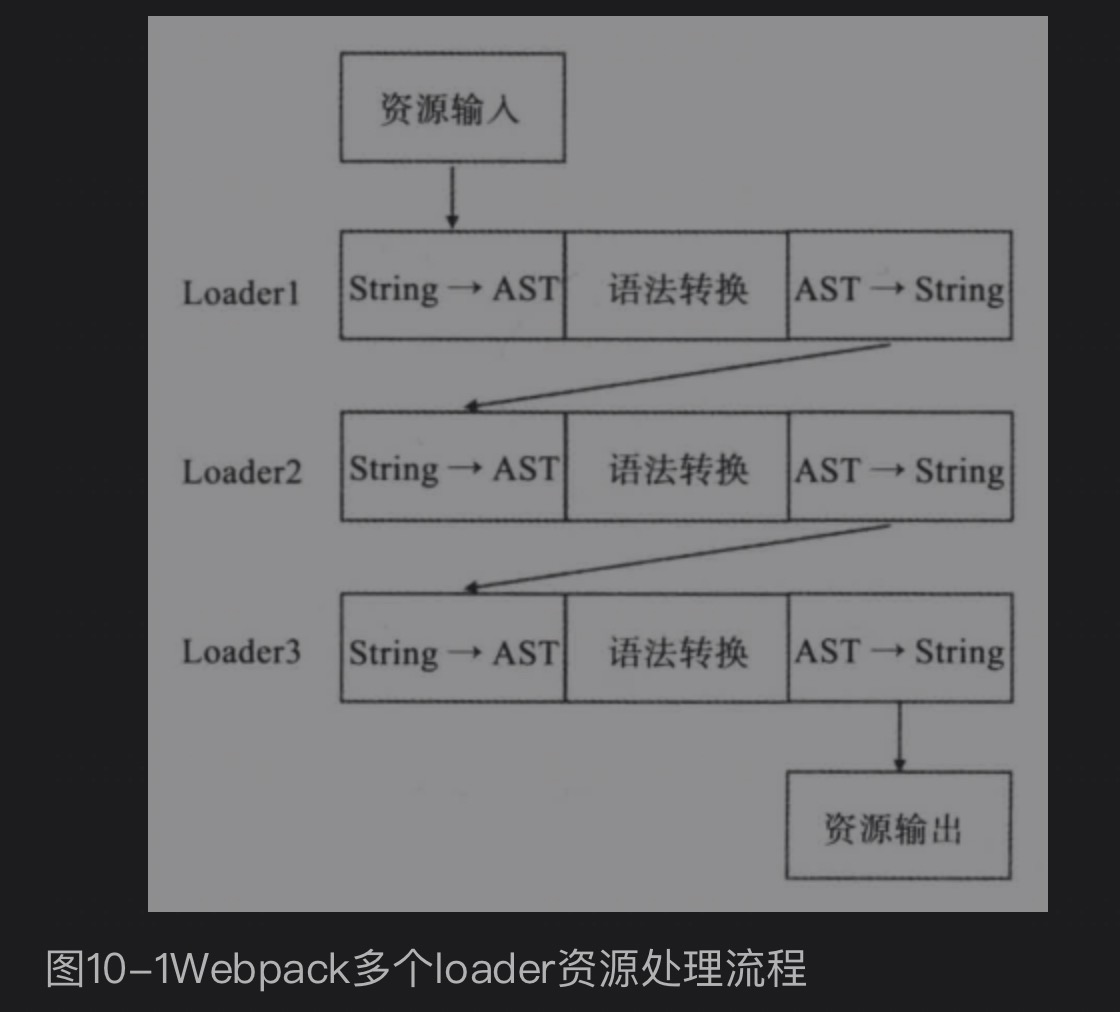 资源输入
Loader1 String → AST 语法转换 AST → String
Loader2 String → AST 语法转换 AST → String
Loader3 String → AST 语法转换 AST → String
资源输出
图10-1Webpack多个loader资源处理流程